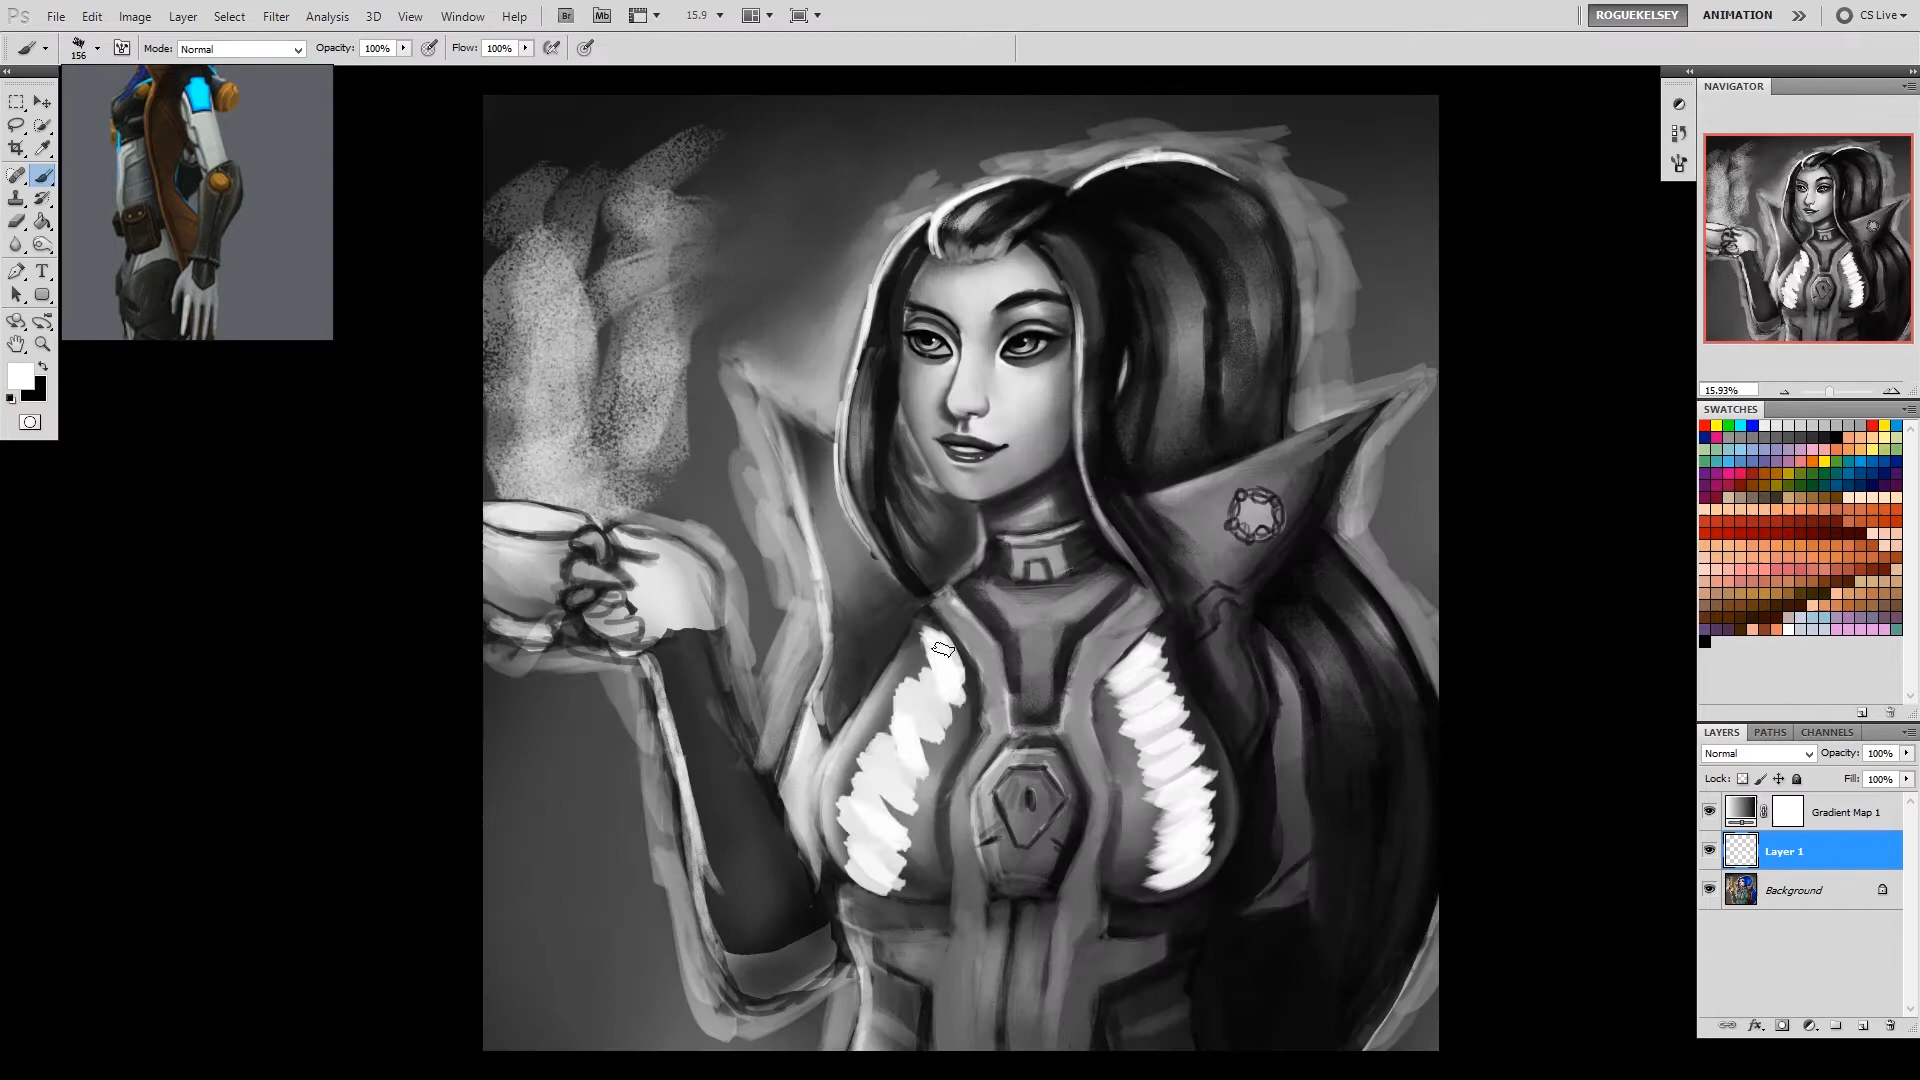 Ps File Edit Image Layer Select Filter Analysis 3D View Window Help Br Mb 15.9 ROGUEKELSEY ANIMATION CS Live
156 Mode: Normal Opacity: 100% Flow: 100%
NAVIGATOR
15.93%
SWATCHES
LAYERS PATHS CHANNELS
Normal Opacity: 100%
Lock: Fill: 100%
Gradient Map 1
Layer 1
Background